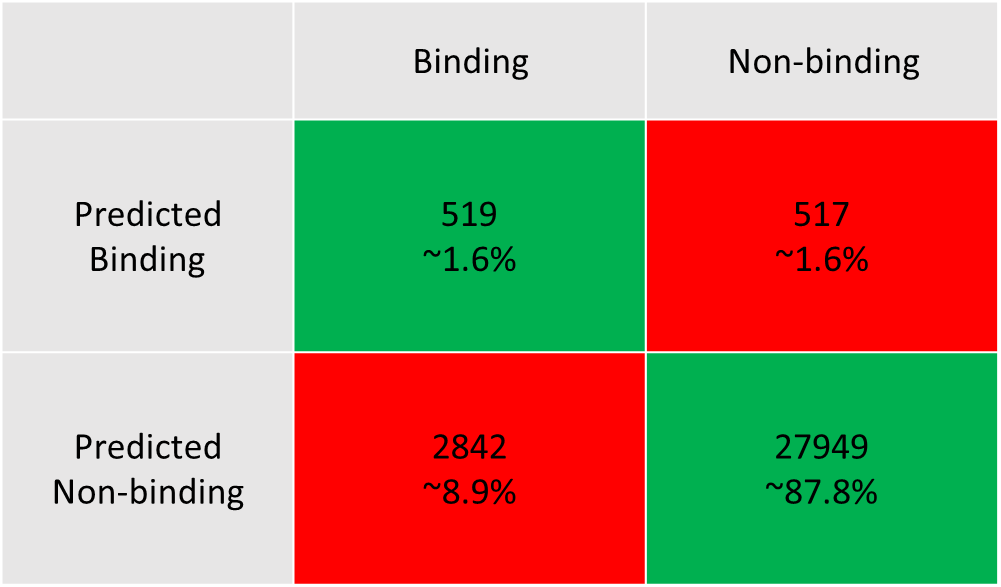 Binding
Non-binding
Predicted
Binding
519
~1.6%
517
~1.6%
Predicted
Non-binding
2842
~8.9%
27949
~87.8%